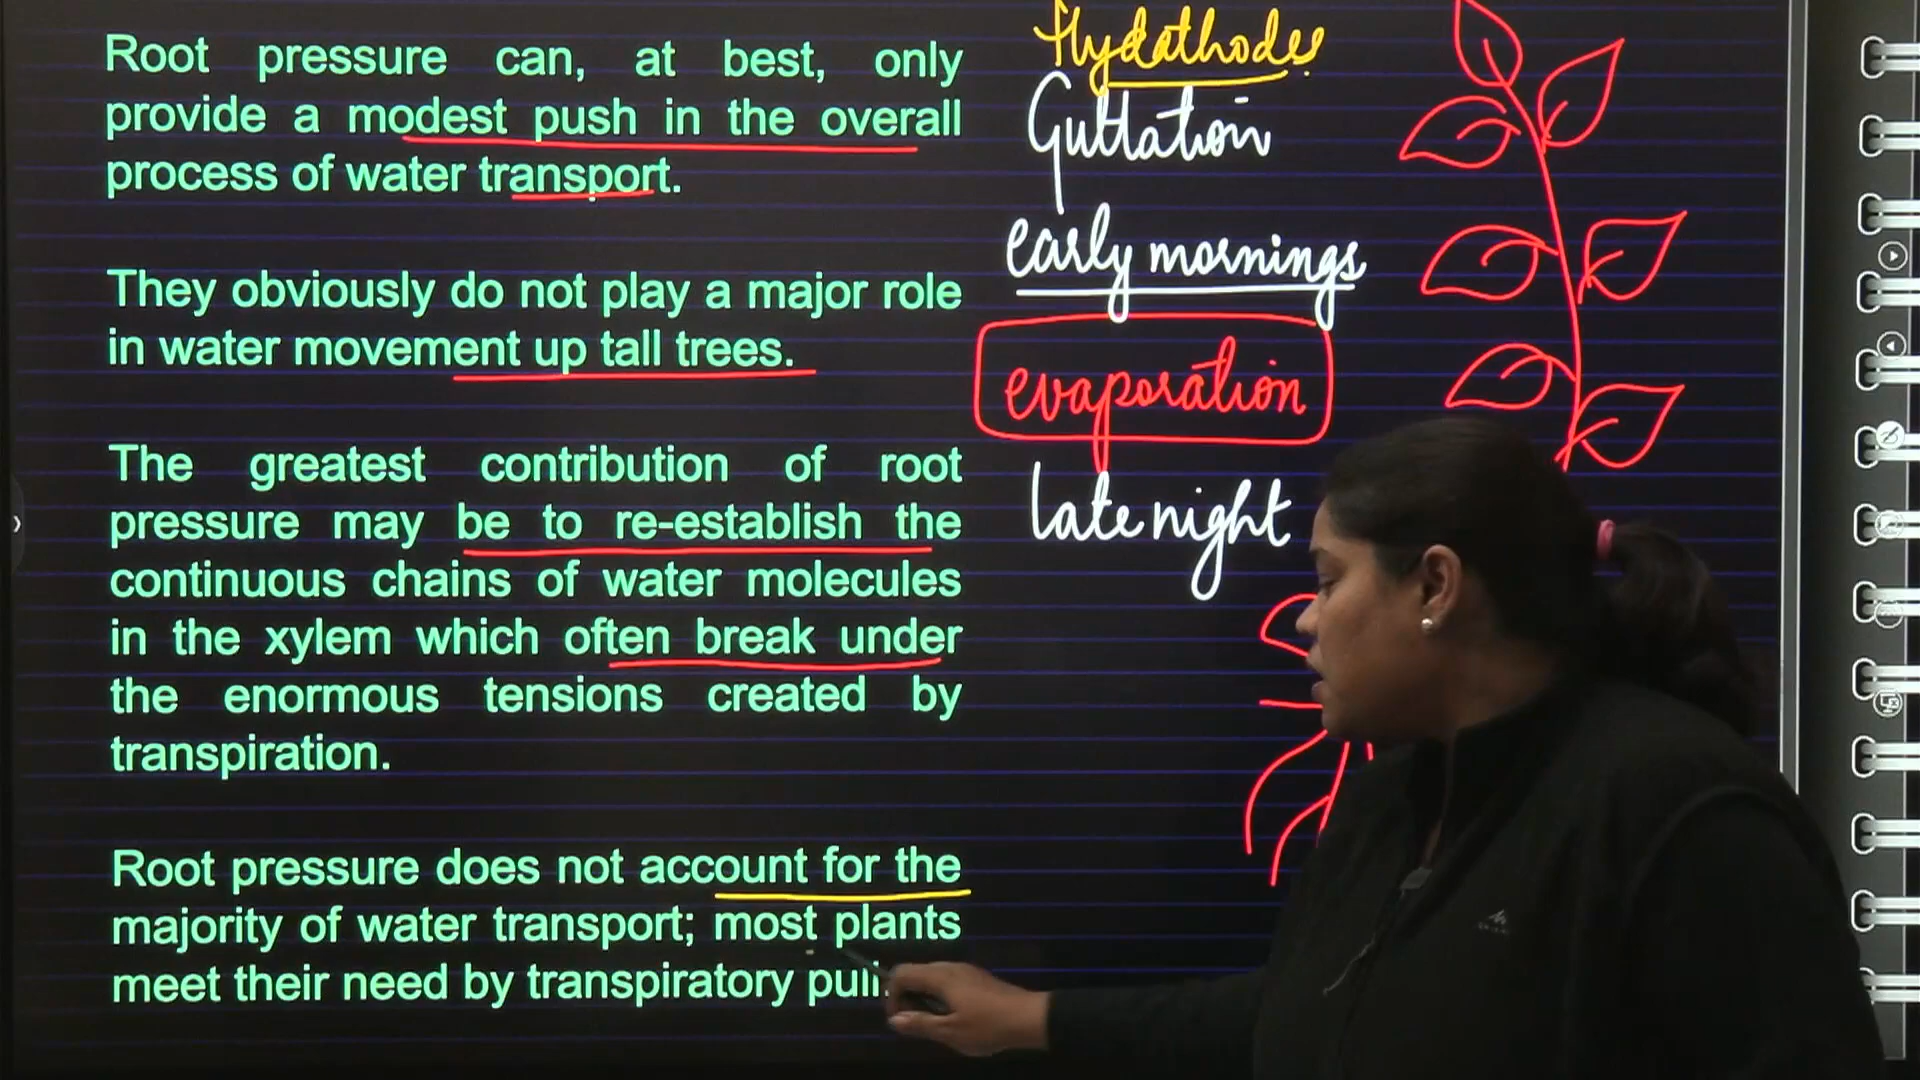 Root pressure can, at best, only
provide a modest push in the overall
process of water transport.
They obviously do not play a major role
in water movement up tall trees.
The greatest contribution of root
pressure may be to re-establish the
continuous chains of water molecules
in the xylem which often break under
the enormous tensions created by
transpiration.
Root pressure does not account for the
majority of water transport; most plants
meet their need by transpiratory pull.
Hydathodes
Guttation
early mornings
evaporation
late night